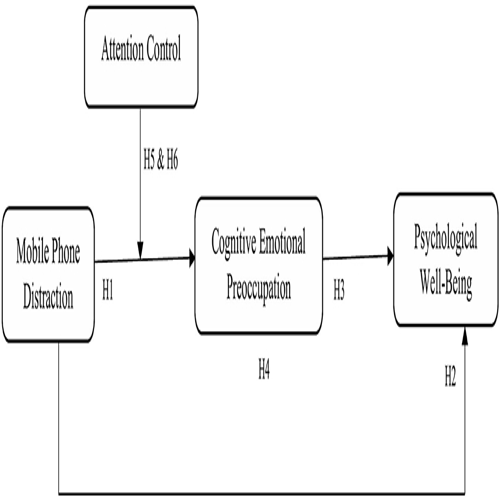 Attention Control
H5 & H6
Mobile Phone
Distraction
H1
Cognitive Emotional
Preoccupation
H3
Psychological
Well-Being
H4
H2